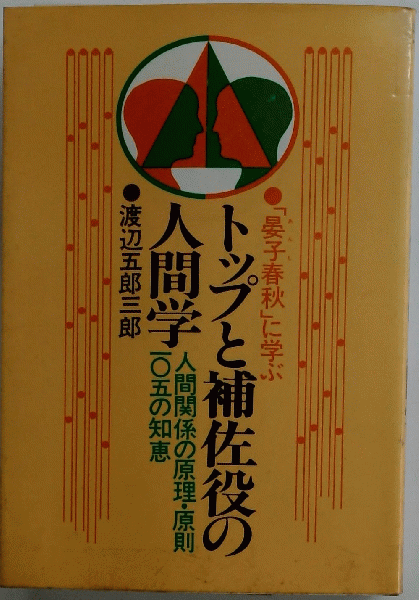 ●「晏子春秋」に学ぶ
トップと補佐役の
人間学
人間関係の原理・原則
一〇五の知恵
●渡辺五郎三郎